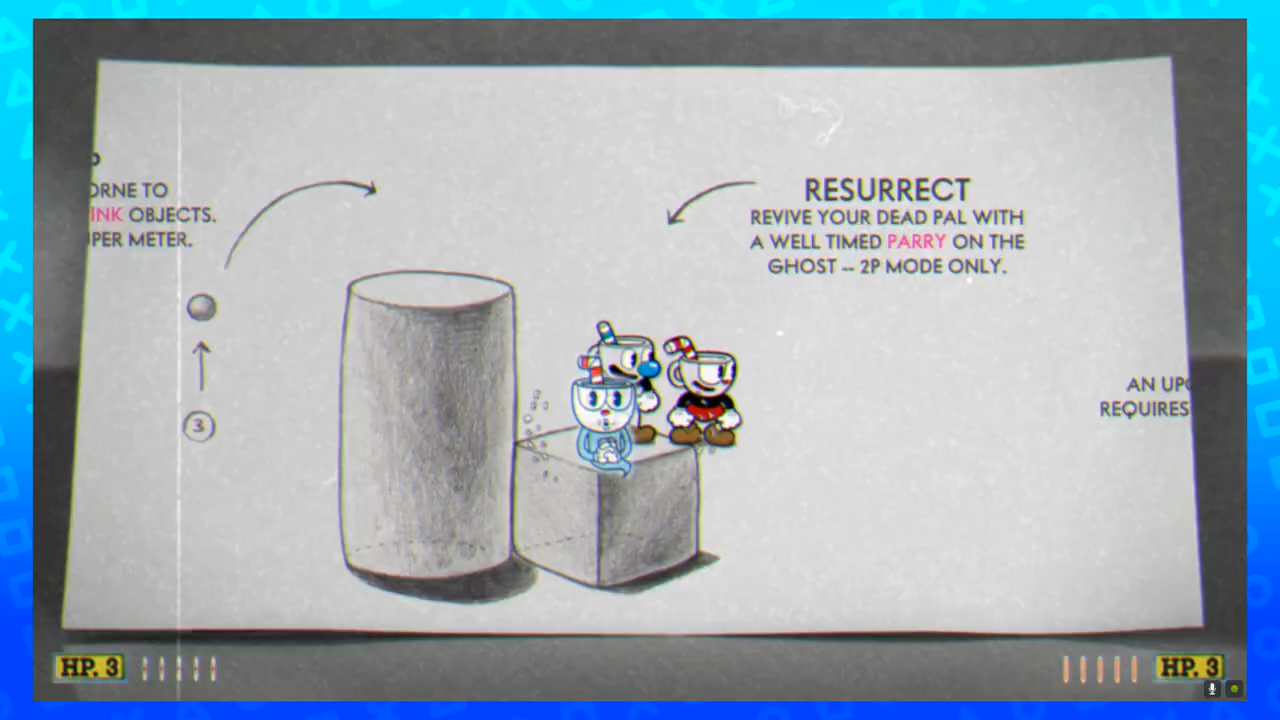 ORNE TO
INK OBJECTS.
PER METER.
3
RESURRECT
REVIVE YOUR DEAD PAL WITH
A WELL TIMED PARRY ON THE
GHOST -- 2P MODE ONLY.
AN UP
REQUIRES
HP. 3
HP. 3